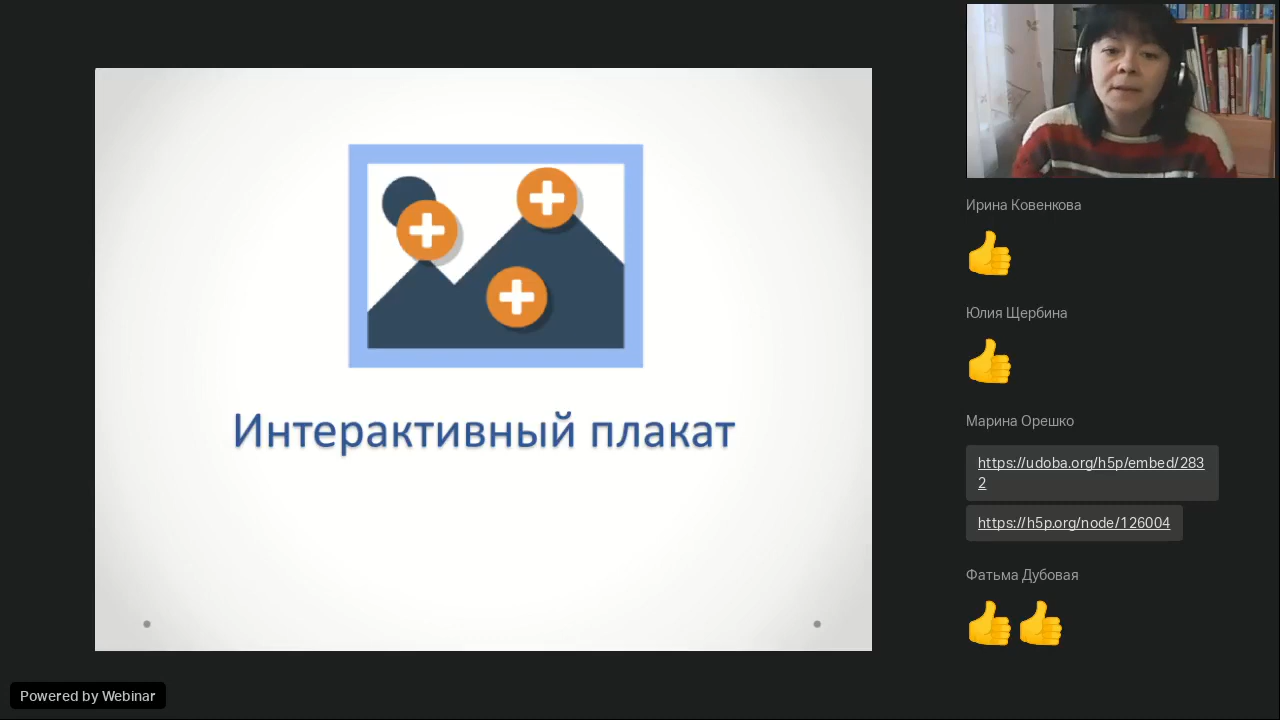 Интерактивный плакат
Ирина Ковенкова
Юлия Щербина
Марина Орешко
https://udoba.org/h5p/embed/283
2
https://h5p.org/node/126004
Фатьма Дубовая
Powered by Webinar